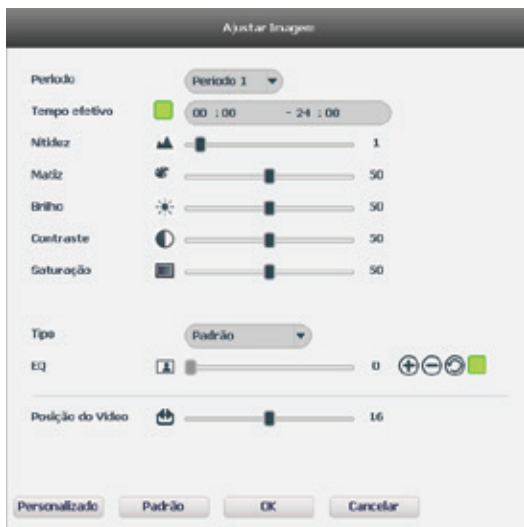 Ajustar Imagem
Período Período 1
Tempo efetivo 00 :00 - 24 : 00
Nitidez 1
Matiz 50
Brilho 50
Contraste 50
Saturação 50
Tipo Padrão
EQ 0
Posição do Vídeo 16
Personalizado Padrão OK Cancelar